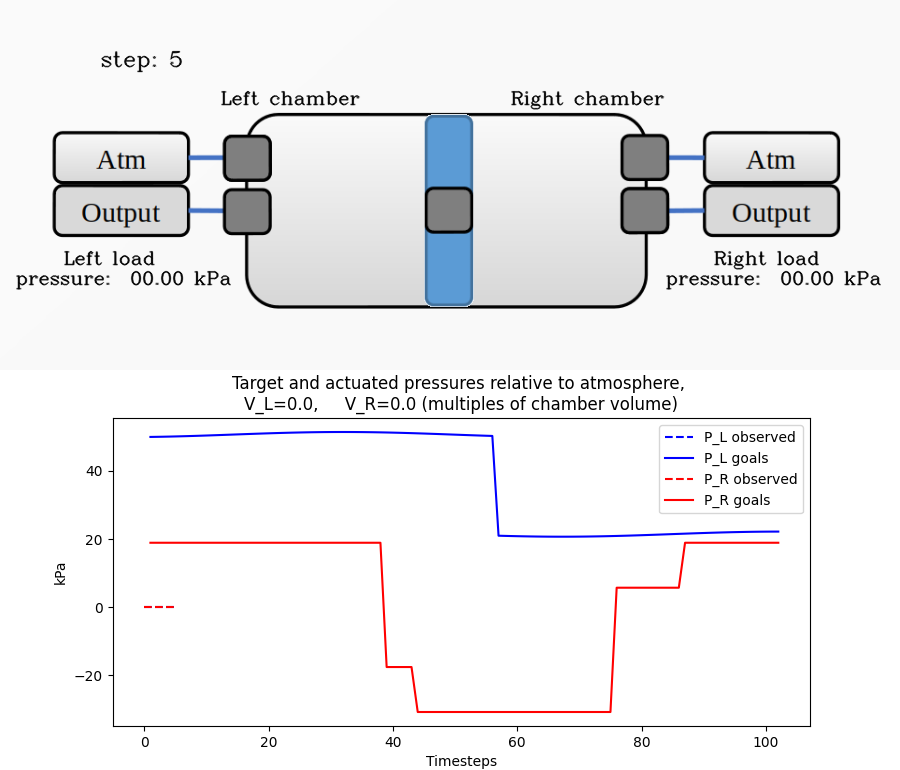 step: 5
Left chamber
Right chamber
Atm
Atm
Output
Output
Left load
pressure: 00.00 kPa
Right load
pressure: 00.00 kPa
Target and actuated pressures relative to atmosphere,
V_L=0.0, V_R=0.0 (multiples of chamber volume)
P_L observed
P_L goals
P_R observed
P_R goals
40
20
0
−20
kPa
0 20 40 60 80 100
Timesteps